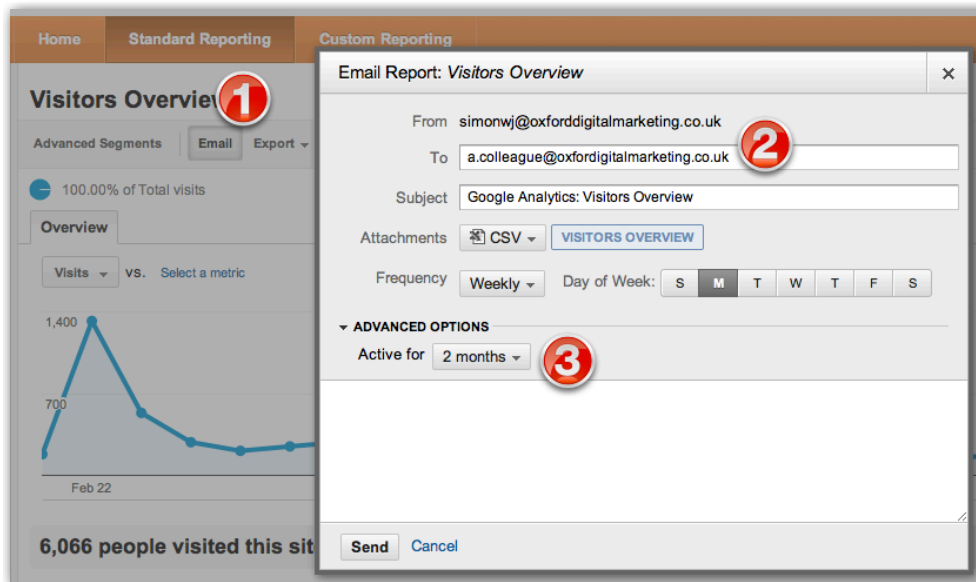 Home Standard Reporting Custom Reporting
Visitors Overview
1
Advanced Segments Email Export
100.00% of Total visits
Overview
Visits VS. Select a metric
1,400
700
Feb 22
6,066 people visited this sit
Email Report: Visitors Overview ×
From simonwj@oxforddigitalmarketing.co.uk
2
To a.colleague@oxfordigitalmarketing.co.uk
Subject Google Analytics: Visitors Overview
Attachments CSV VISITORS OVERVIEW
Frequency Weekly Day of Week: S M T W T F S
ADVANCED OPTIONS
Active for 2 months 3
Send Cancel